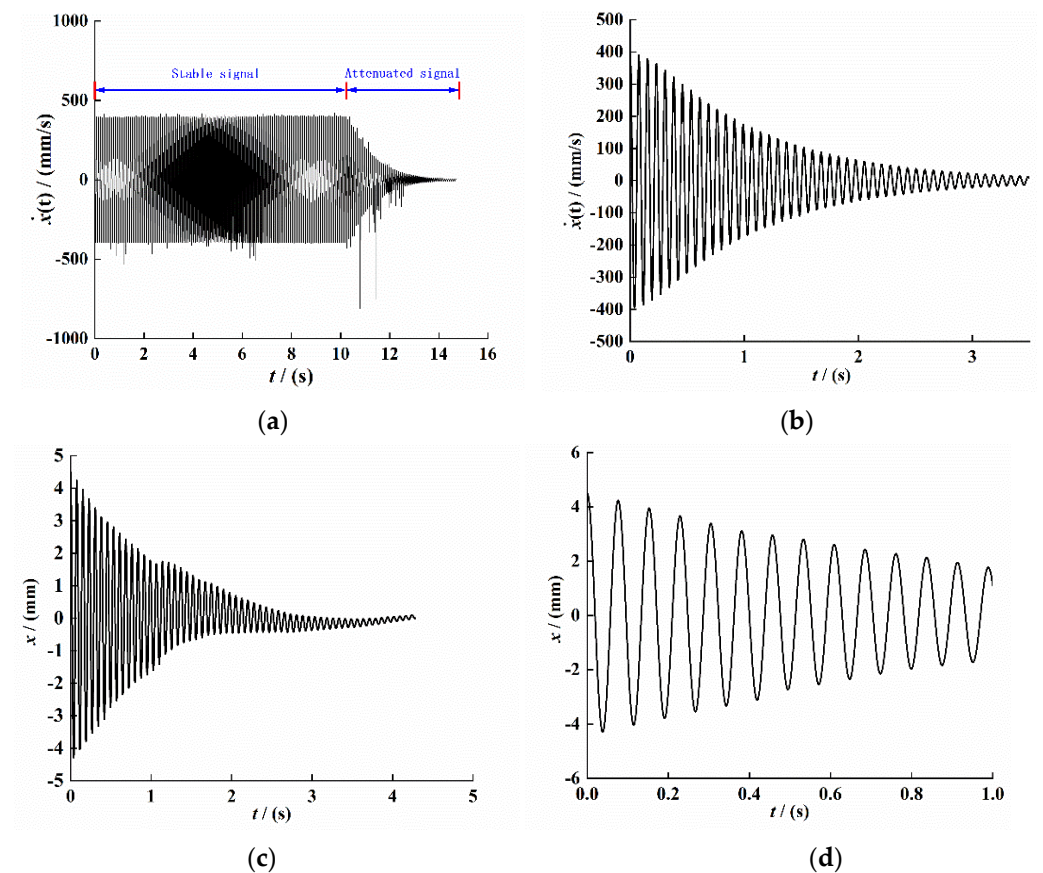 1000
500
0
-500
-1000
ẋ(t) / (mm/s)
Stable signal
Attenuated signal
0 2 4 6 8 10 12 14 16
t / (s)
(a)
500
400
300
200
100
0
-100
-200
-300
-400
-500
ẋ(t) / (mm/s)
0 1 2 3
t / (s)
(b)
5
4
3
2
1
0
-1
-2
-3
-4
-5
x / (mm)
0 1 2 3 4 5
t / (s)
(c)
6
4
2
0
-2
-4
-6
x / (mm)
0.0 0.2 0.4 0.6 0.8 1.0
t / (s)
(d)